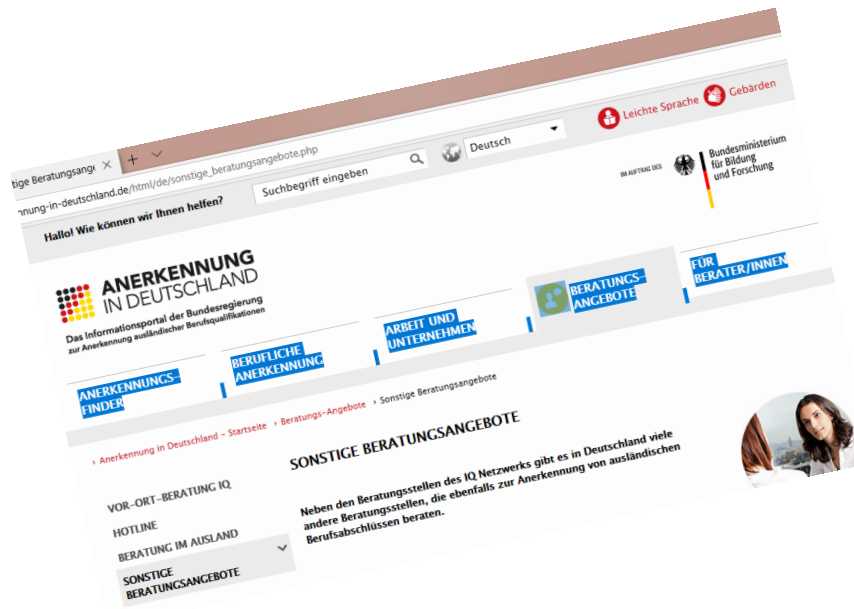 tige Beratungsange
nung-in-deutschland.de/html/de/sonstige_beratungsangebote.php
Hallo! Wie können wir Ihnen helfen?
Suchbegriff eingeben
Deutsch
Leichte Sprache
Gebärden
IM AUFTRAG DES
Bundesministerium
für Bildung
und Forschung
ANERKENNUNG
IN DEUTSCHLAND
Das Informationsportal der Bundesregierung
zur Anerkennung ausländischer Berufsqualifikationen
ANERKENNUNGS-
FINDER
BERUFLICHE
ANERKENNUNG
ARBEIT UND
UNTERNEHMEN
BERATUNGS-
ANGEBOTE
FÜR
BERATER/INNEN
› Anerkennung in Deutschland - Startseite › Beratungs-Angebote › Sonstige Beratungsangebote
VOR-ORT-BERATUNG IQ
HOTLINE
BERATUNG IM AUSLAND
SONSTIGE
BERATUNGSANGEBOTE
SONSTIGE BERATUNGSANGEBOTE
Neben den Beratungsstellen des IQ Netzwerks gibt es in Deutschland viele
andere Beratungsstellen, die ebenfalls zur Anerkennung von ausländischen
Berufsabschlüssen beraten.